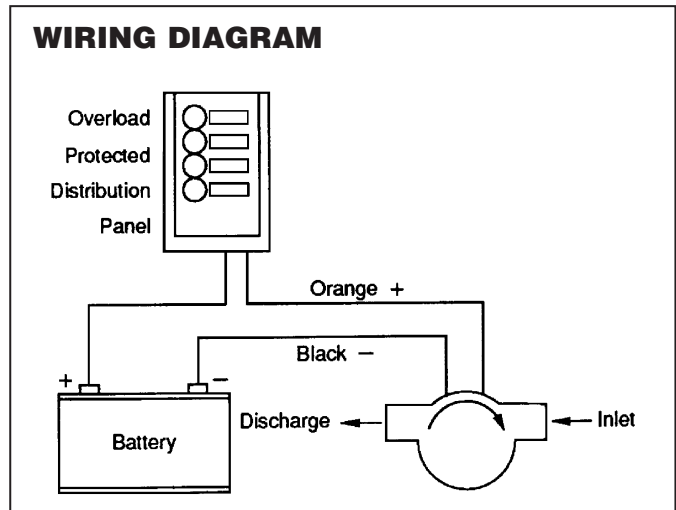 WIRING DIAGRAM
Overload
Protected
Distribution
Panel
Orange +
Black −
+
−
Battery
Discharge
Inlet